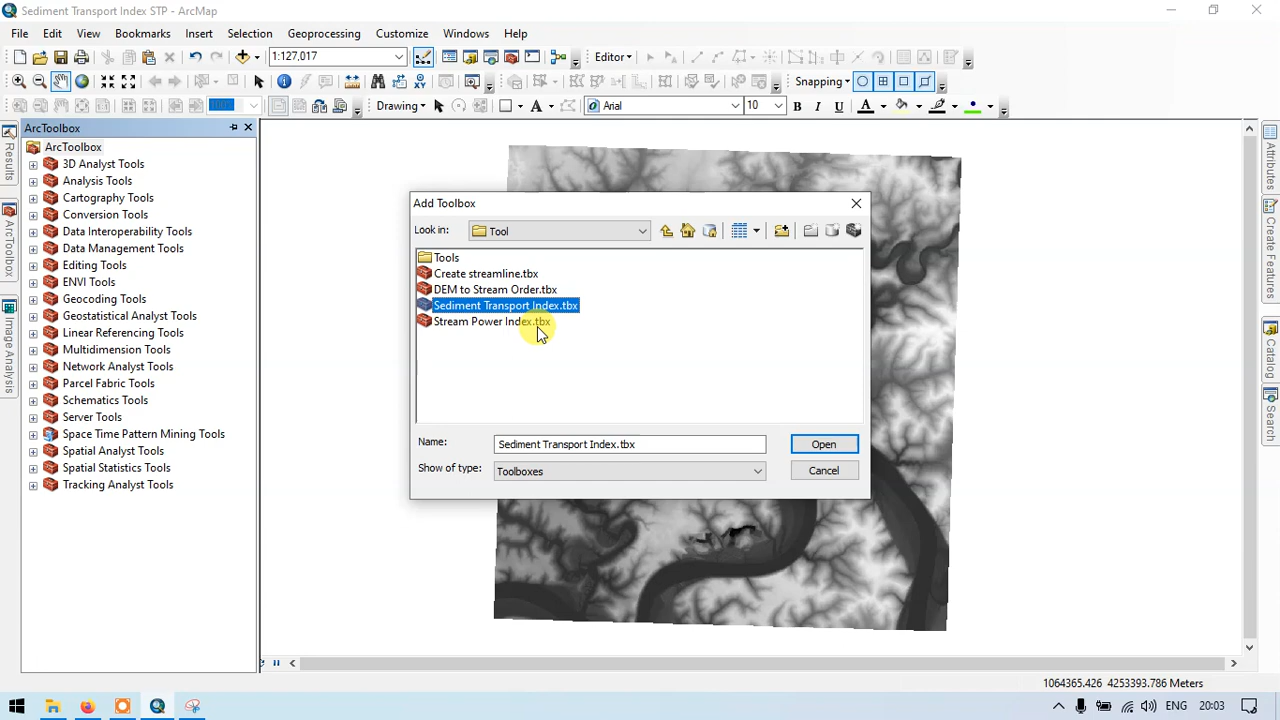 Sediment Transport Index STP - ArcMap
File Edit View Bookmarks Insert Selection Geoprocessing Customize Windows Help
1:127,017 Editor
Snapping
Drawing Arial 10 B I U A
ArcToolbox
ArcToolbox
3D Analyst Tools
Analysis Tools
Cartography Tools
Conversion Tools
Data Interoperability Tools
Data Management Tools
Editing Tools
ENVI Tools
Geocoding Tools
Geostatistical Analyst Tools
Linear Referencing Tools
Multidimension Tools
Network Analyst Tools
Parcel Fabric Tools
Schematics Tools
Server Tools
Space Time Pattern Mining Tools
Spatial Analyst Tools
Spatial Statistics Tools
Tracking Analyst Tools
Results
ArcToolbox
Image Analysis
Add Toolbox
Look in: Tool
Tools
Create streamline.tbx
DEM to Stream Order.tbx
Sediment Transport Index.tbx
Stream Power Index.tbx
Name: Sediment Transport Index.tbx Open
Show of type: Toolboxes Cancel
Attributes
Create Features
Catalog
Search
1064365.426 4253393.786 Meters
ENG 20:03